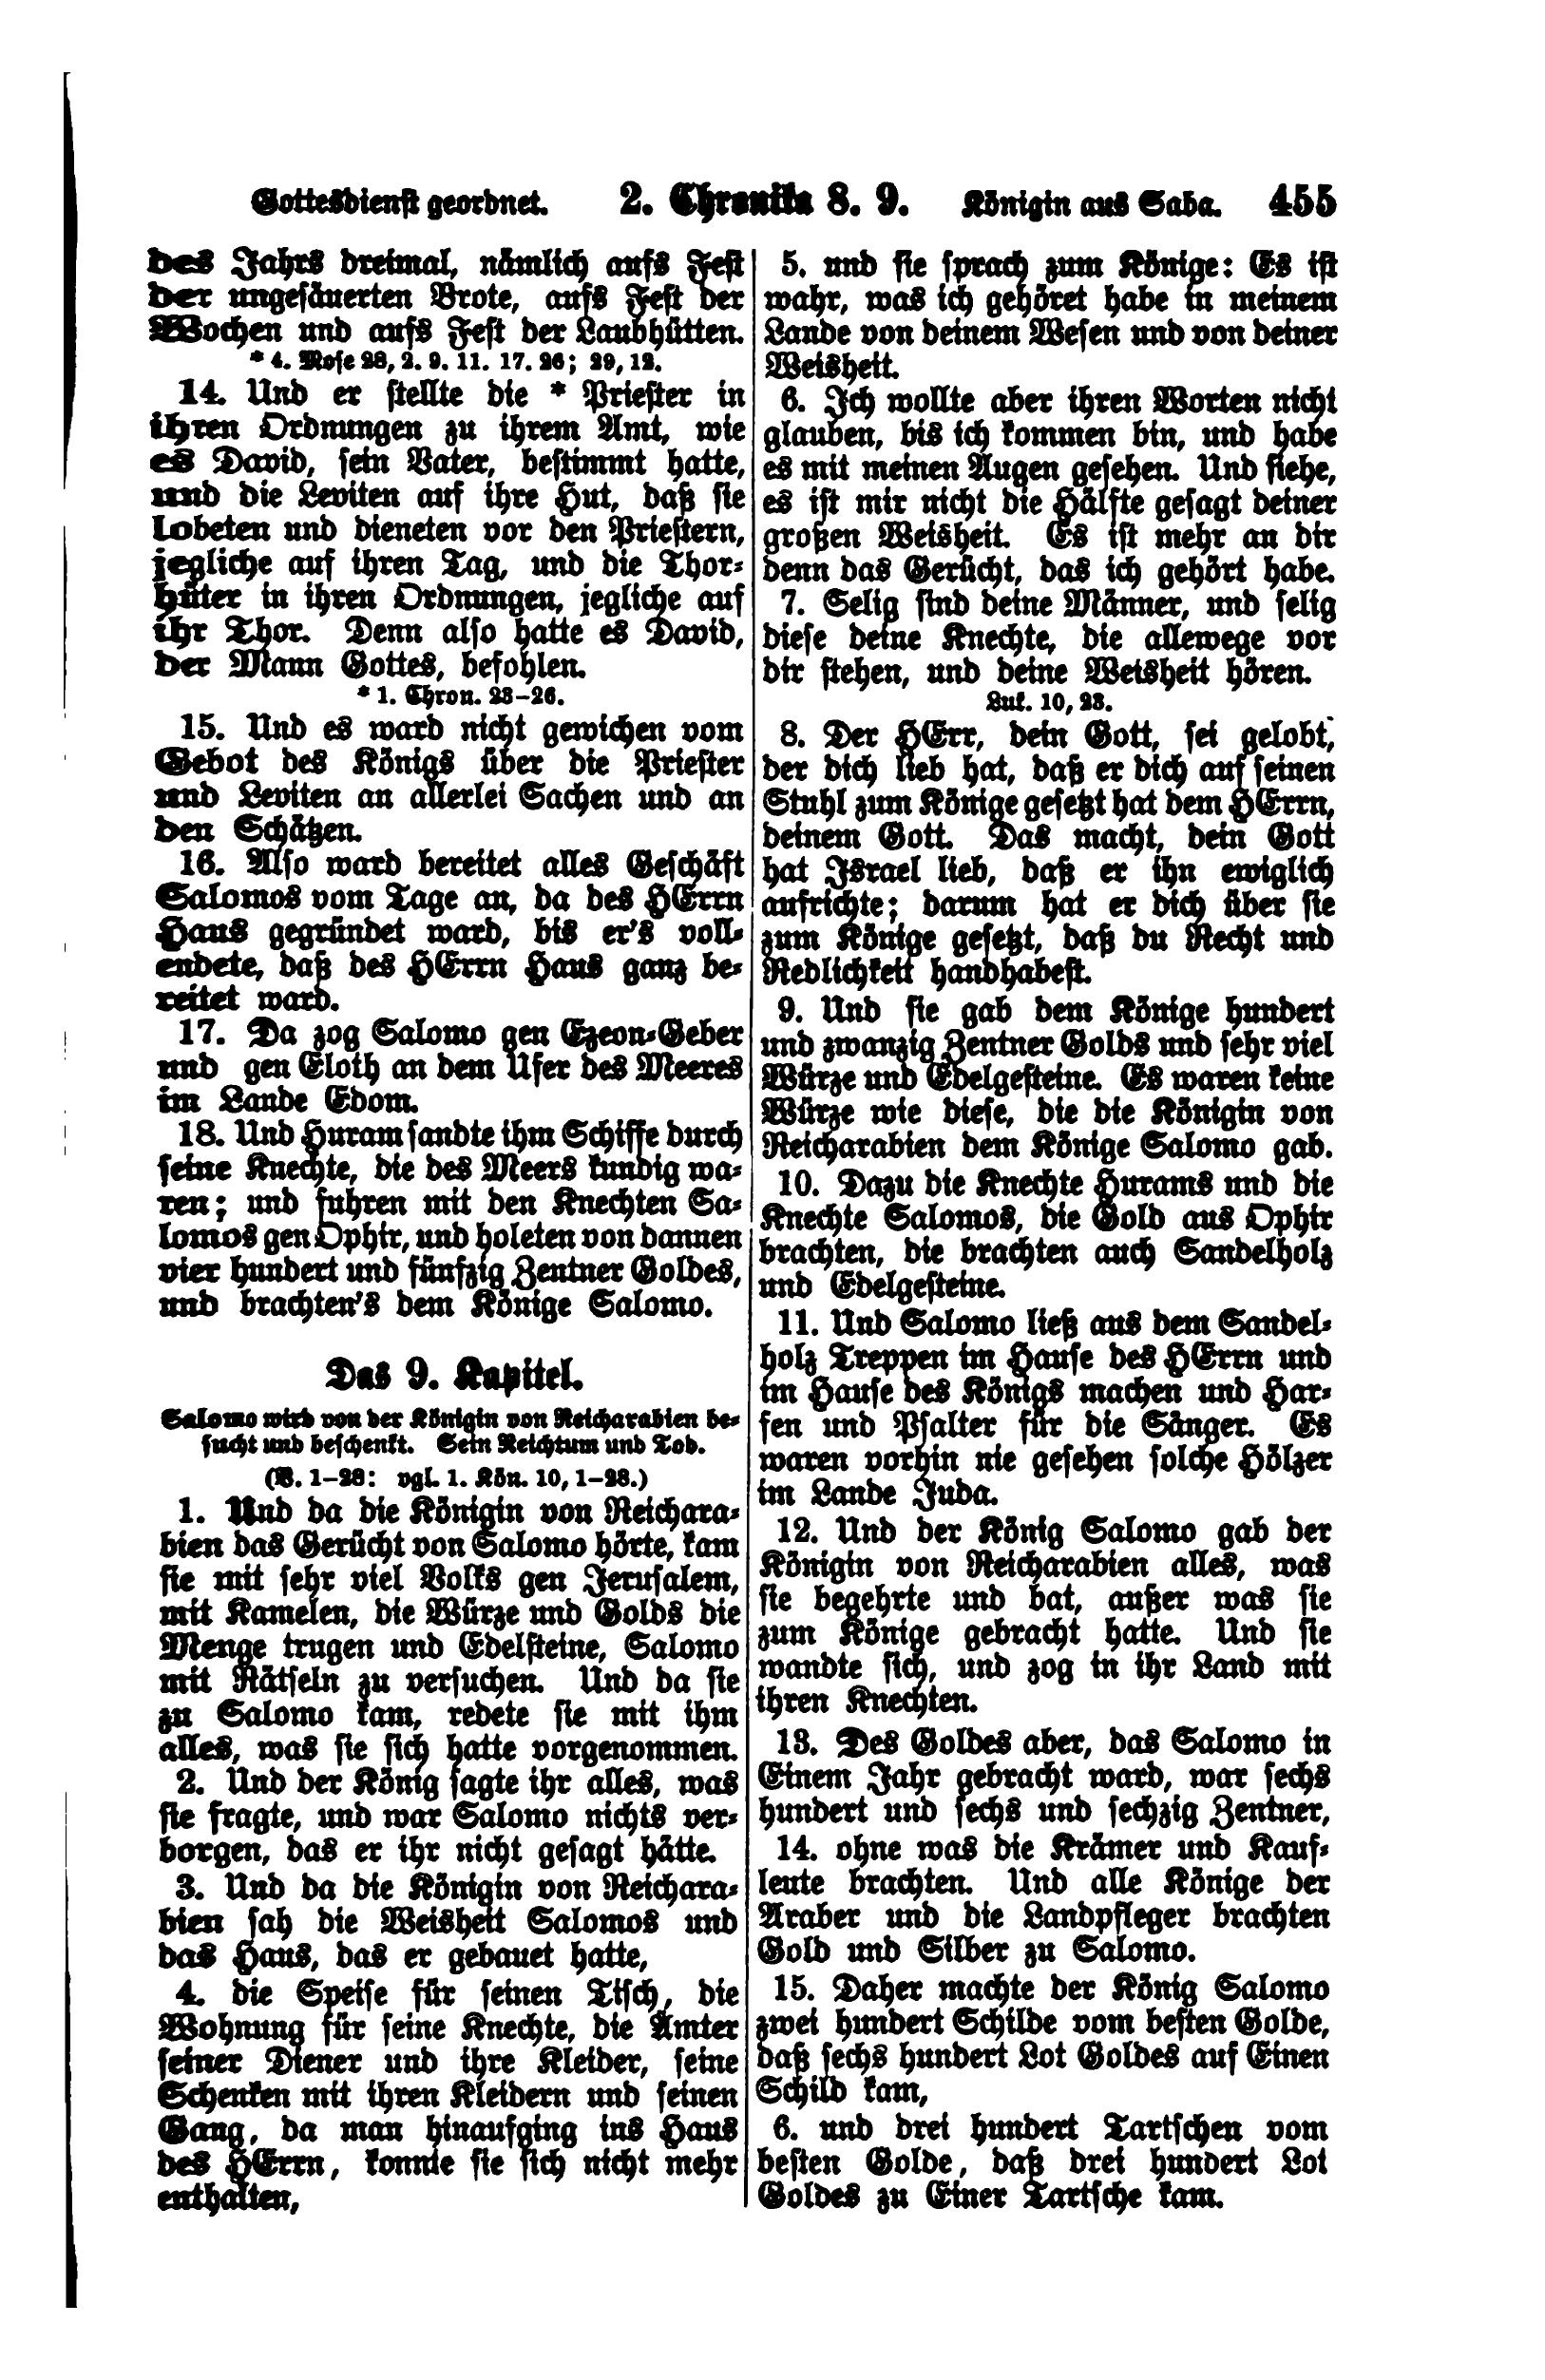 Gottesdienst geordnet. 2. Chronika 8. 9. Königin aus Saba. 455
des Jahrs dreimal, nämlich aufs Fest
der ungesäuerten Brote, aufs Fest der
Wochen und aufs Fest der Laubhütten.
* 4. Mose 28, 2. 9. 11. 17. 26; 29, 12.
14. Und er stellte die * Priester in
ihren Ordnungen zu ihrem Amt, wie
es David, sein Vater, bestimmt hatte,
und die Leviten auf ihre Hut, daß sie
lobeten und dieneten vor den Priestern,
jegliche auf ihren Tag, und die Thor-
hüter in ihren Ordnungen, jegliche auf
ihr Thor. Denn also hatte es David,
der Mann Gottes, befohlen.
* 1. Chron. 23–26.
15. Und es ward nicht gewichen vom
Gebot des Königs über die Priester
und Leviten an allerlei Sachen und an
den Schätzen.
16. Also ward bereitet alles Geschäft
Salomos vom Tage an, da des HErrn
Haus gegründet ward, bis er's voll-
endete, daß des HErrn Haus ganz be-
reitet ward.
17. Da zog Salomo gen Ezeon-Geber
und gen Eloth an dem Ufer des Meeres
im Lande Edom.
18. Und Huram sandte ihm Schiffe durch
seine Knechte, die des Meers kundig wa-
ren; und fuhren mit den Knechten Sa-
lomos gen Ophir, und holeten von dannen
vier hundert und fünfzig Zentner Goldes,
und brachten's dem Könige Salomo.
Das 9. Kapitel.
Salomo wird von der Königin von Reicharabien be-
sucht und beschenkt. Sein Reichtum und Tod.
(V. 1–28: vgl. 1. Kön. 10, 1–28.)
1. Und da die Königin von Reichara-
bien das Gerücht von Salomo hörte, kam
sie mit sehr viel Volks gen Jerusalem,
mit Kamelen, die Würze und Golds die
Menge trugen und Edelsteine, Salomo
mit Rätseln zu versuchen. Und da sie
zu Salomo kam, redete sie mit ihm
alles, was sie sich hatte vorgenommen.
2. Und der König sagte ihr alles, was
sie fragte, und war Salomo nichts ver-
borgen, das er ihr nicht gesagt hätte.
3. Und da die Königin von Reichara-
bien sah die Weisheit Salomos und
das Haus, das er gebauet hatte,
4. die Speise für seinen Tisch, die
Wohnung für seine Knechte, die Ämter
seiner Diener und ihre Kleider, seine
Schenken mit ihren Kleidern und seinen
Gang, da man hinaufging ins Haus
des HErrn, konnte sie sich nicht mehr
enthalten,
5. und sie sprach zum Könige: Es ist
wahr, was ich gehöret habe in meinem
Lande von deinem Wesen und von deiner
Weisheit.
6. Ich wollte aber ihren Worten nicht
glauben, bis ich kommen bin, und habe
es mit meinen Augen gesehen. Und siehe,
es ist mir nicht die Hälfte gesagt deiner
großen Weisheit. Es ist mehr an dir
denn das Gerücht, das ich gehört habe.
7. Selig sind deine Männer, und selig
diese deine Knechte, die allewege vor
dir stehen, und deine Weisheit hören.
Luk. 10, 23.
8. Der HErr, dein Gott, sei gelobt,
der dich lieb hat, daß er dich auf seinen
Stuhl zum Könige gesetzt hat dem HErrn,
deinem Gott. Das macht, dein Gott
hat Israel lieb, daß er ihn ewiglich
aufrichte; darum hat er dich über sie
zum Könige gesetzt, daß du Recht und
Redlichkeit handhabest.
9. Und sie gab dem Könige hundert
und zwanzig Zentner Golds und sehr viel
Würze und Edelgesteine. Es waren keine
Würze wie diese, die die Königin von
Reicharabien dem Könige Salomo gab.
10. Dazu die Knechte Hurams und die
Knechte Salomos, die Gold aus Ophir
brachten, die brachten auch Sandelholz
und Edelgesteine.
11. Und Salomo ließ aus dem Sandel-
holz Treppen im Hause des HErrn und
im Hause des Königs machen und Har-
fen und Psalter für die Sänger. Es
waren vorhin nie gesehen solche Hölzer
im Lande Juda.
12. Und der König Salomo gab der
Königin von Reicharabien alles, was
sie begehrte und bat, außer was sie
zum Könige gebracht hatte. Und sie
wandte sich, und zog in ihr Land mit
ihren Knechten.
13. Des Goldes aber, das Salomo in
Einem Jahr gebracht ward, war sechs
hundert und sechs und sechzig Zentner,
14. ohne was die Krämer und Kauf-
leute brachten. Und alle Könige der
Araber und die Landpfleger brachten
Gold und Silber zu Salomo.
15. Daher machte der König Salomo
zwei hundert Schilde vom besten Golde,
daß sechs hundert Lot Goldes auf Einen
Schild kam,
6. und drei hundert Tartschen vom
besten Golde, daß drei hundert Lot
Goldes zu Einer Tartsche kam.